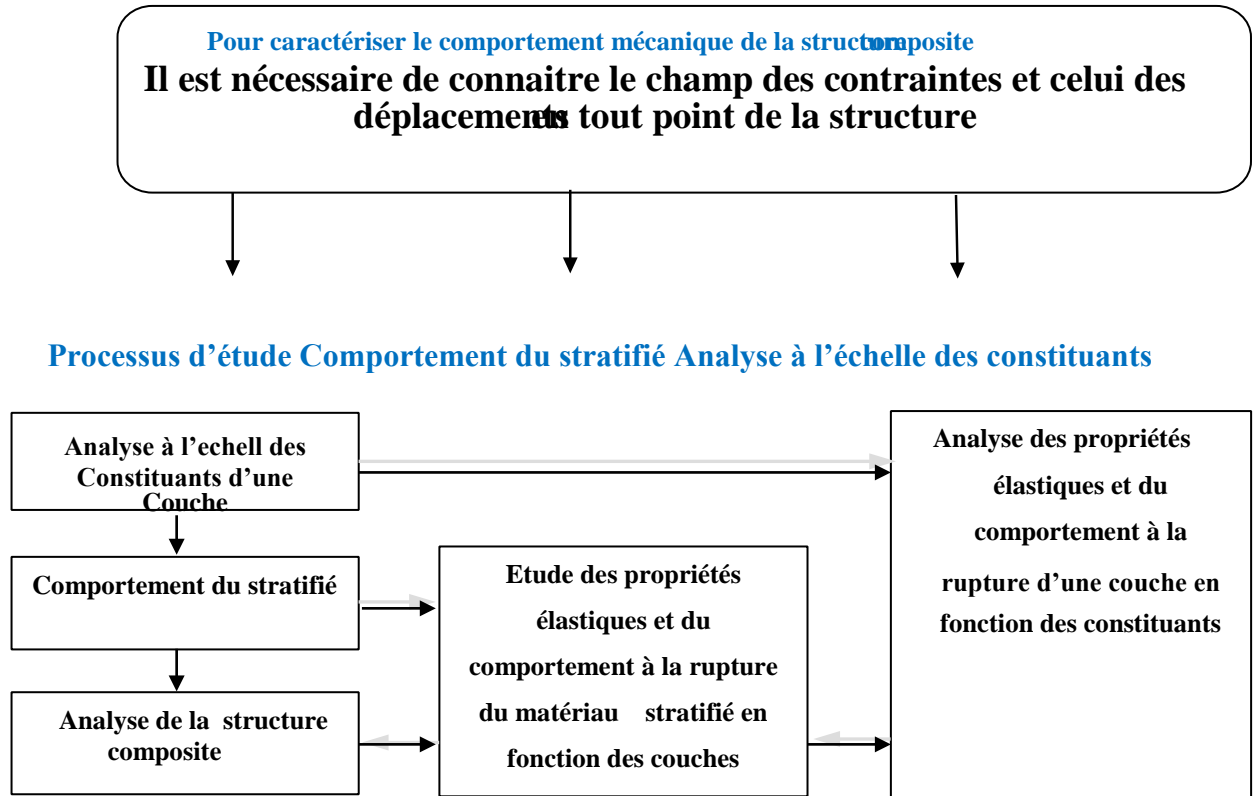 Pour caractériser le comportement mécanique de la structure composite
Il est nécessaire de connaitre le champ des contraintes et celui des
déplacements en tout point de la structure
Processus d’étude Comportement du stratifié Analyse à l’échelle des constituants
Analyse à l’echell des
Constituants d’une
Couche
Comportement du stratifié
Analyse de la structure
composite
Etude des propriétés
élastiques et du
comportement à la rupture
du matériau stratifié en
fonction des couches
Analyse des propriétés
élastiques et du
comportement à la
rupture d’une couche en
fonction des constituants